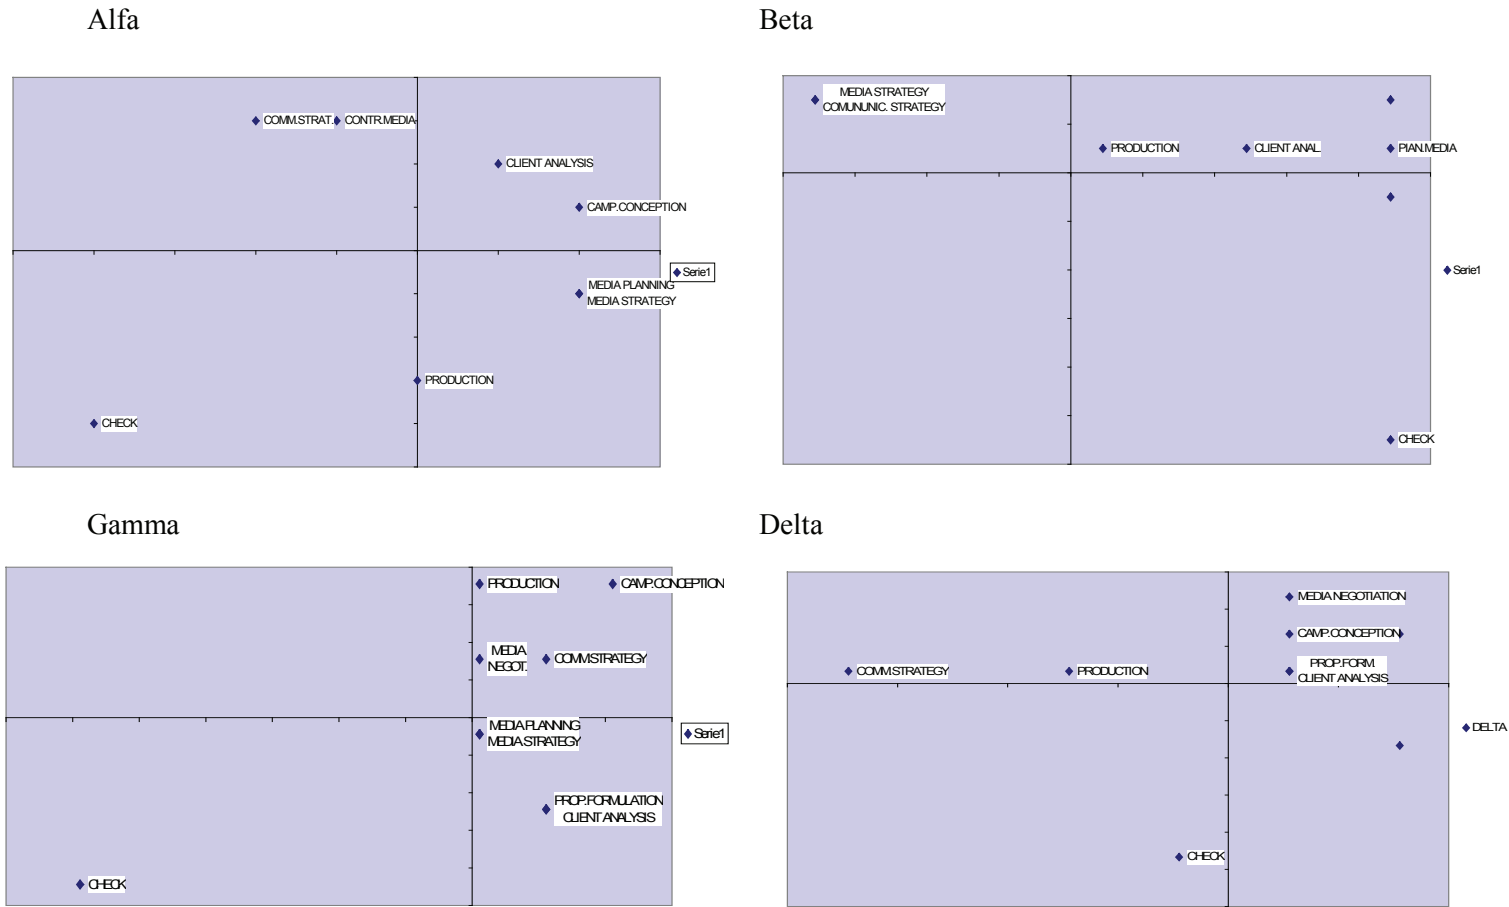 Alfa
COMM.STRAT.
CONTR.MEDIA
CLIENT ANALYSIS
CAMP.CONCEPTION
Serie1
MEDIA PLANNING
MEDIA STRATEGY
PRODUCTION
CHECK
Beta
MEDIA STRATEGY
COMUNUNIC. STRATEGY
PRODUCTION
CLIENT ANAL.
PIAN.MEDIA
Serie1
CHECK
Gamma
PRODUCTION
CAMP.CONCEPTION
MEDIA
NEGOT.
COMM.STRATEGY
MEDIA PLANNING
MEDIA STRATEGY
Serie1
PROP.FORMULATION
CLIENT ANALYSIS
CHECK
Delta
MEDIA NEGOTIATION
CAMP.CONCEPTION
PROP.FORM.
CLIENT ANALYSIS
COMM.STRATEGY
PRODUCTION
DELTA
CHECK